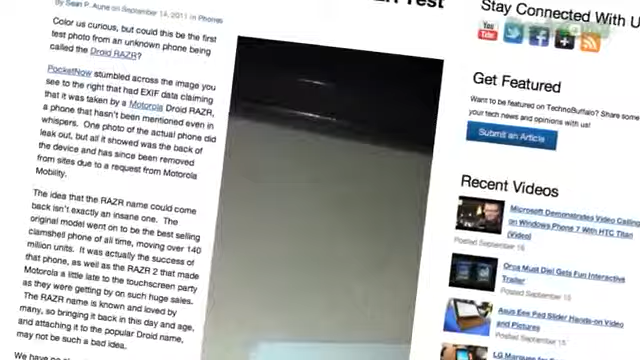 Test
By Sean P. Aune on September 14, 2011 in Phones
Color us curious, but could this be the first
test photo from an unknown phone being
called the Droid RAZR?
PocketNow stumbled across the image you
see to the right that had EXIF data claiming
that it was taken by a Motorola Droid RAZR,
a phone that hasn't been mentioned even in
whispers. One photo of the actual phone did
leak out, but all it showed was the back of
the device and has since been removed
from sites due to a request from Motorola
Mobility.
The idea that the RAZR name could come
back isn't exactly an insane one. The
original model went on to be the best selling
clamshell phone of all time, moving over 140
million units. It was actually the success of
that phone, as well as the RAZR 2 that made
Motorola a little late to the touchscreen party
as they were getting by on such huge sales.
The RAZR name is known and loved by
many, so bringing it back in this day and age,
and attaching it to the popular Droid name,
may not be such a bad idea.
We have no
Stay Connected With U
You
Tube
Get Featured
Want to be featured on TechnoBuffalo? Share some
your tech news and opinions with us!
Submit an Article
Recent Videos
Microsoft Demonstrates Video Calling
on Windows Phone 7 With HTC Titan
(Video)
Posted September 16
Orca Must Die! Gets Fun Interactive
Trailer
Posted September 15
Asus Eee Pad Slider Hands-on Video
and Pictures
Posted September 15
LG Marquee for